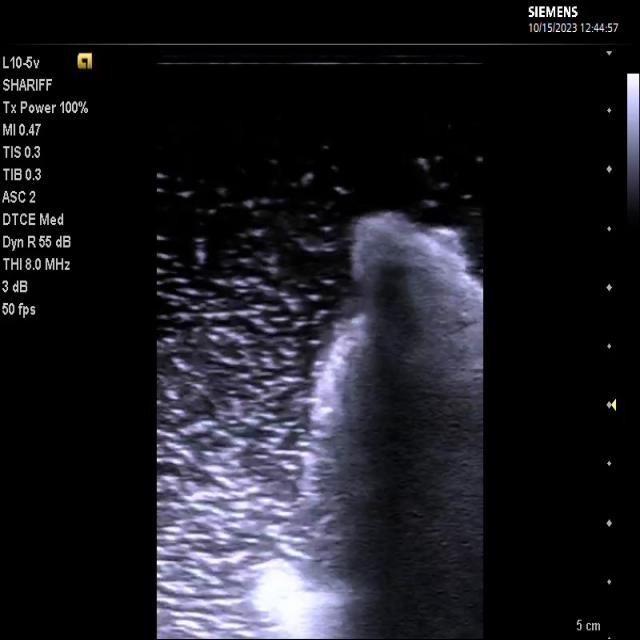 SIEMENS
10/15/2023 12:44:57
L10-5v
SHARIFF
Tx Power 100%
MI 0.47
TIS 0.3
TIB 0.3
ASC 2
DTCE Med
Dyn R 55 dB
THI 8.0 MHz
3 dB
50 fps
5 cm